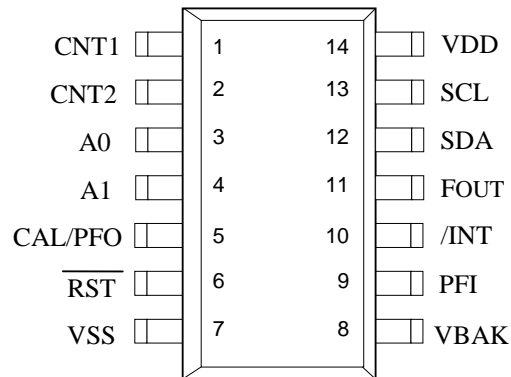 CNT1 1 14 VDD
CNT2 2 13 SCL
A0 3 12 SDA
A1 4 11 FOUT
CAL/PFO 5 10 /INT
R̅S̅T̅ 6 9 PFI
VSS 7 8 VBAK